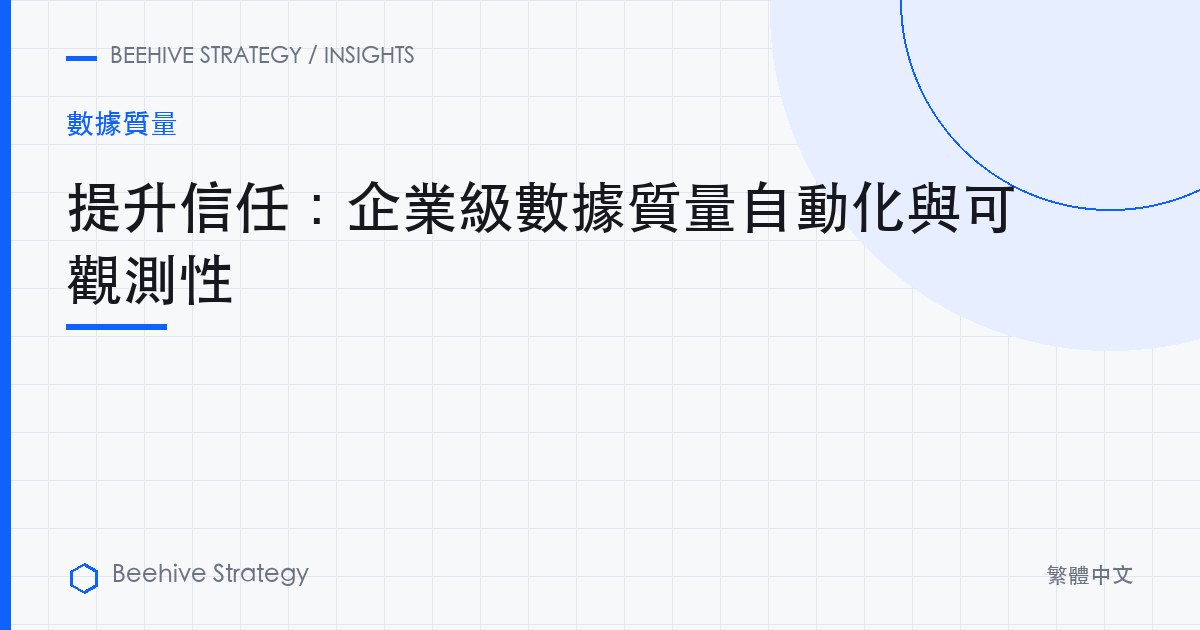 BEEHIVE STRATEGY / INSIGHTS
數據質量
提升信任：企業級數據質量自動化與可
觀測性
Beehive Strategy
繁體中文